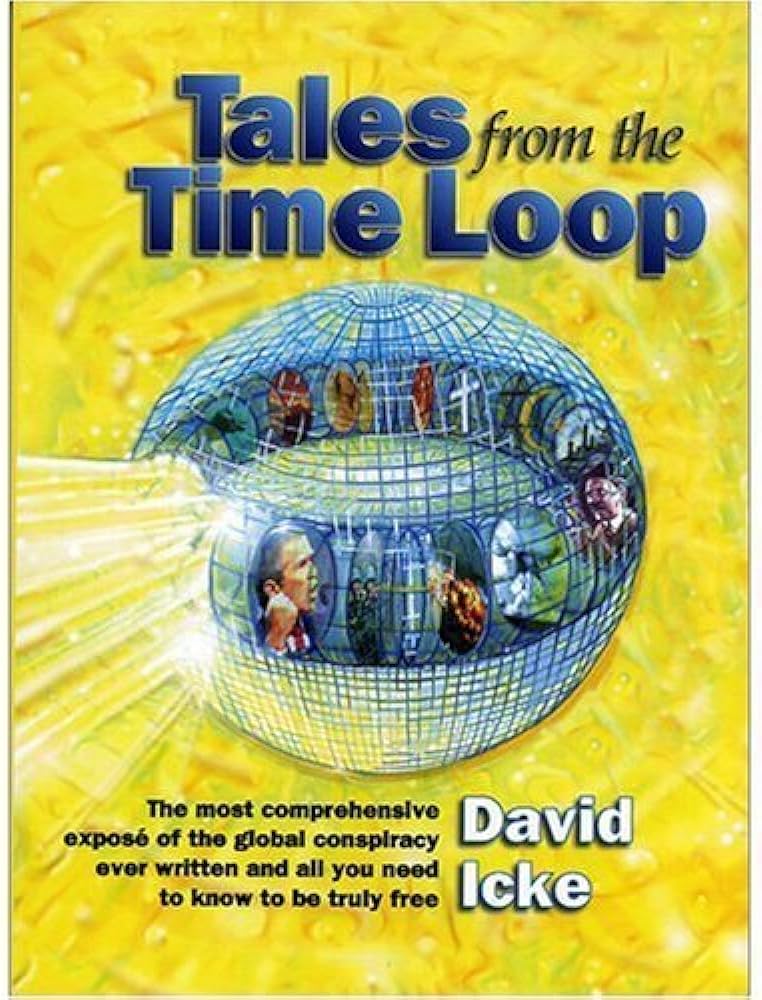 Tales from the
Time Loop
The most comprehensive
exposé of the global conspiracy
ever written and all you need
to know to be truly free
David
Icke